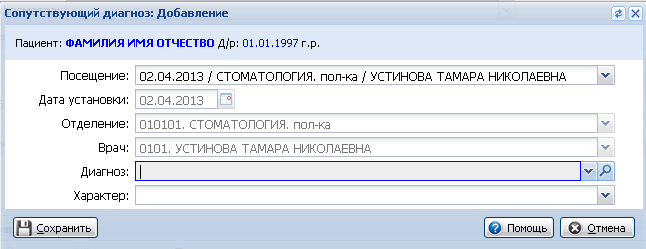 Сопутствующий диагноз: Добавление
Пациент: ФАМИЛИЯ ИМЯ ОТЧЕСТВО Д/р: 01.01.1997 г.р.
Посещение: 02.04.2013 / СТОМАТОЛОГИЯ. пол-ка / УСТИНОВА ТАМАРА НИКОЛАЕВНА
Дата установки: 02.04.2013
Отделение: 010101. СТОМАТОЛОГИЯ. пол-ка
Врач: 0101. УСТИНОВА ТАМАРА НИКОЛАЕВНА
Диагноз:
Характер:
Сохранить Помощь Отмена